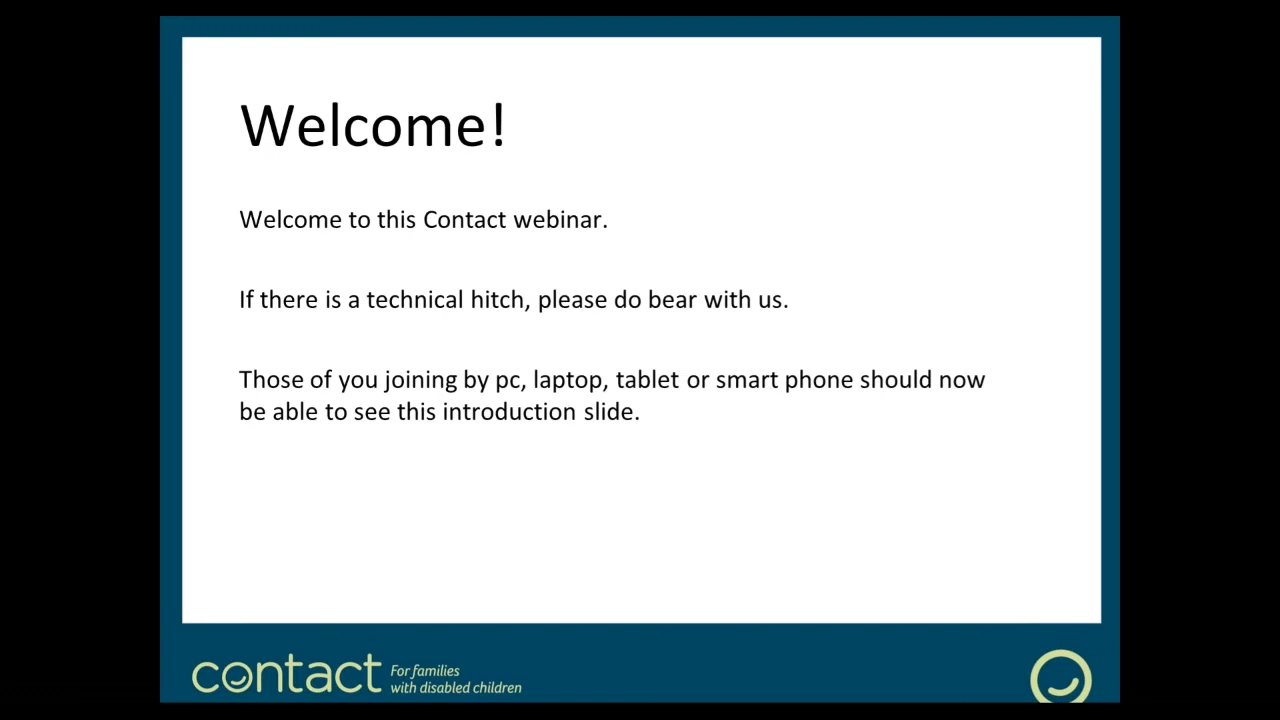 Welcome!
Welcome to this Contact webinar.
If there is a technical hitch, please do bear with us.
Those of you joining by pc, laptop, tablet or smart phone should now
be able to see this introduction slide.
contact
For families
with disabled children